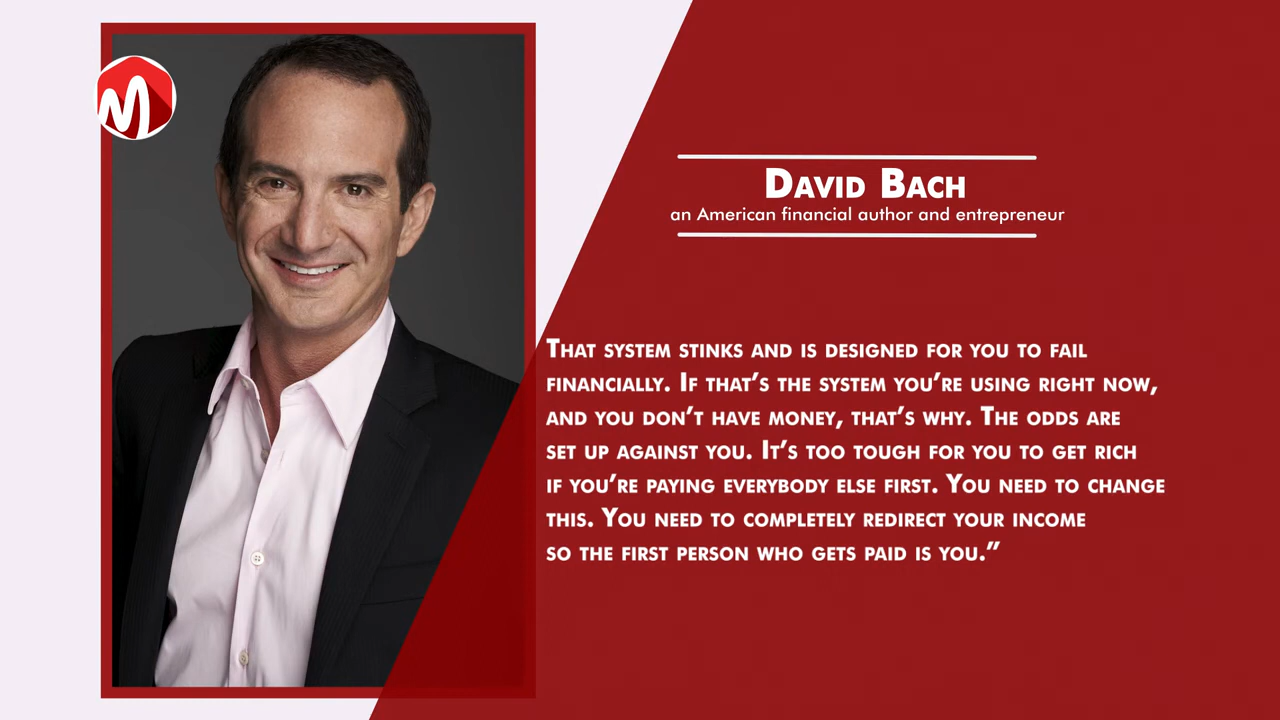 M
David Bach
an American financial author and entrepreneur
That system stinks and is designed for you to fail
financially. If that's the system you're using right now,
and you don't have money, that's why. The odds are
set up against you. It's too tough for you to get rich
if you're paying everybody else first. You need to change
this. You need to completely redirect your income
so the first person who gets paid is you.”